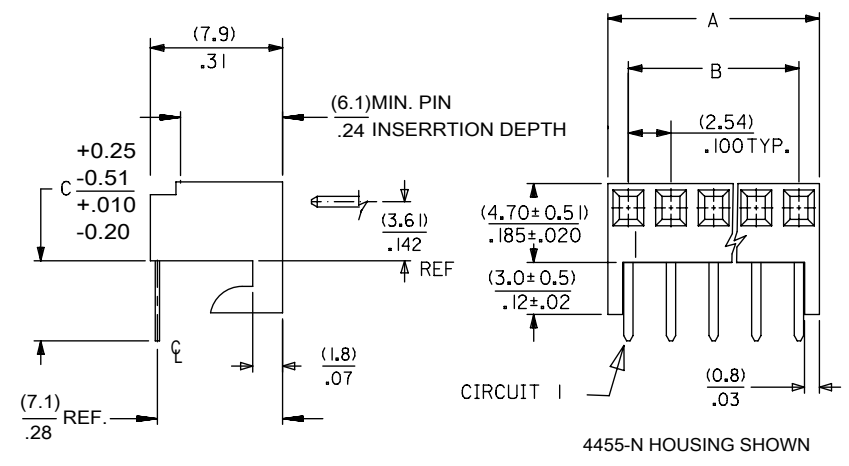 (7.9)
.31
(6.1)MIN. PIN
.24 INSERRTION DEPTH
+0.25
C -0.51
+.010
-0.20
(3.61)
.142
REF
℄
(1.8)
.07
(7.1)
.28 REF.
A
B
(2.54)
.100 TYP.
(4.70±0.51)
.185±.020
(3.0±0.5)
.12±.02
CIRCUIT 1
(0.8)
.03
4455-N HOUSING SHOWN